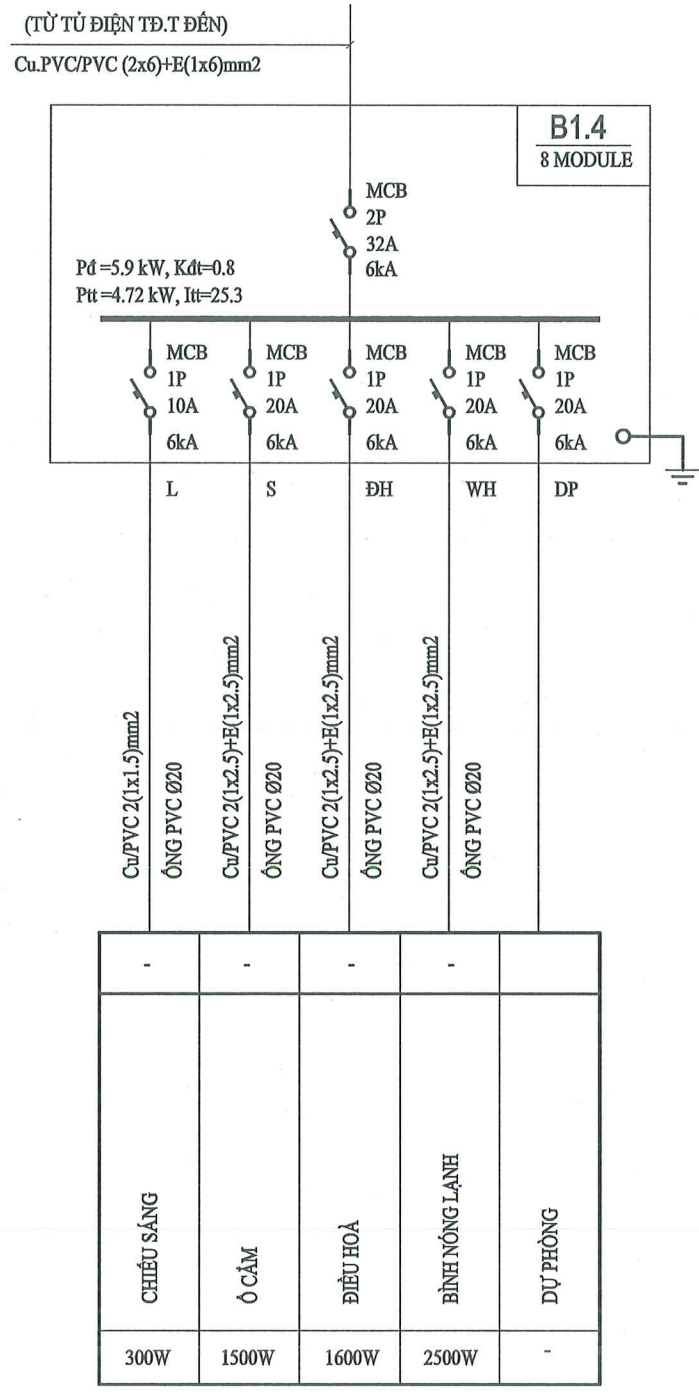 (TỪ TỦ ĐIỆN TĐ.T ĐẾN)
Cu.PVC/PVC (2x6)+E(1x6)mm2
B1.4
8 MODULE
MCB
2P
32A
6kA
Pđ =5.9 kW, Kđt=0.8
Ptt =4.72 kW, Itt=25.3
MCB
1P
10A
6kA
MCB
1P
20A
6kA
MCB
1P
20A
6kA
MCB
1P
20A
6kA
MCB
1P
20A
6kA
L
S
ĐH
WH
DP
Cu/PVC 2(1x1.5)mm2
ỐNG PVC Ø20
Cu/PVC 2(1x2.5)+E(1x2.5)mm2
ỐNG PVC Ø20
Cu/PVC 2(1x2.5)+E(1x2.5)mm2
ỐNG PVC Ø20
Cu/PVC 2(1x2.5)+E(1x2.5)mm2
ỐNG PVC Ø20
-
-
-
-
CHIẾU SÁNG
Ổ CẮM
ĐIỀU HOÀ
BÌNH NÓNG LẠNH
DỰ PHÒNG
300W
1500W
1600W
2500W
-